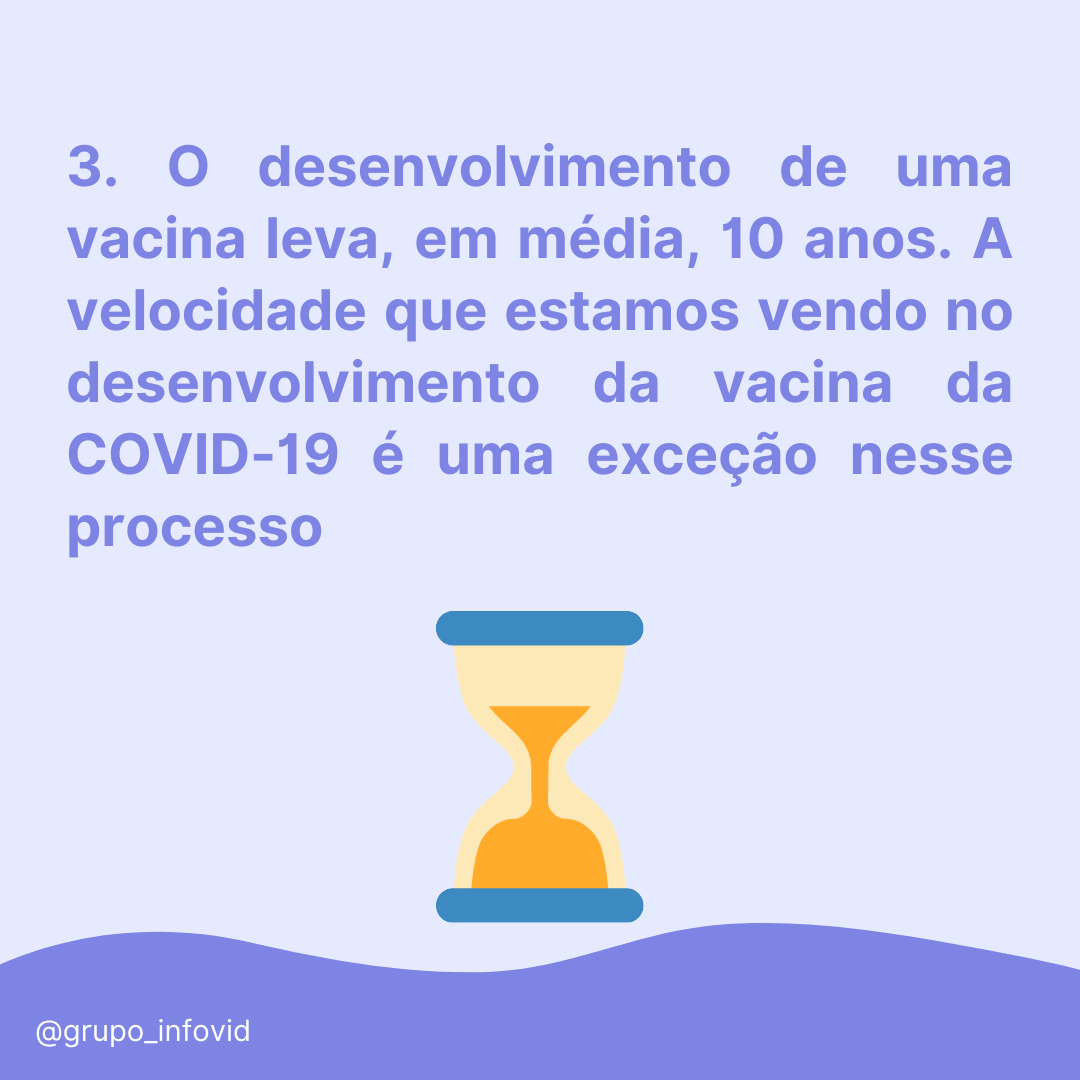 3. O desenvolvimento de uma
vacina leva, em média, 10 anos. A
velocidade que estamos vendo no
desenvolvimento da vacina da
COVID-19 é uma exceção nesse
processo
@grupo_infovid